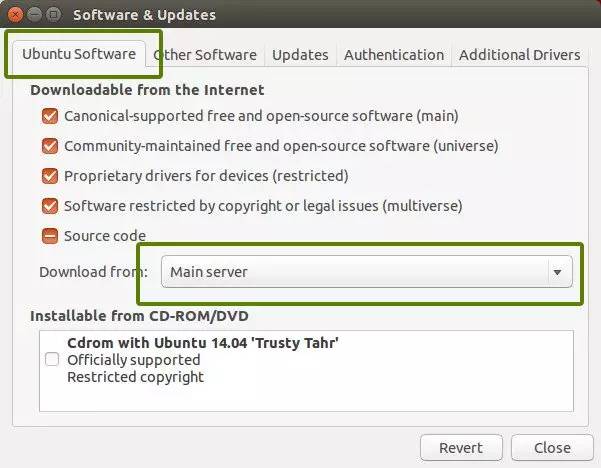 Software & Updates
Ubuntu Software Other Software Updates Authentication Additional Drivers
Downloadable from the Internet
Canonical-supported free and open-source software (main)
Community-maintained free and open-source software (universe)
Proprietary drivers for devices (restricted)
Software restricted by copyright or legal issues (multiverse)
Source code
Download from: Main server
Installable from CD-ROM/DVD
Cdrom with Ubuntu 14.04 'Trusty Tahr'
Officially supported
Restricted copyright
Revert Close